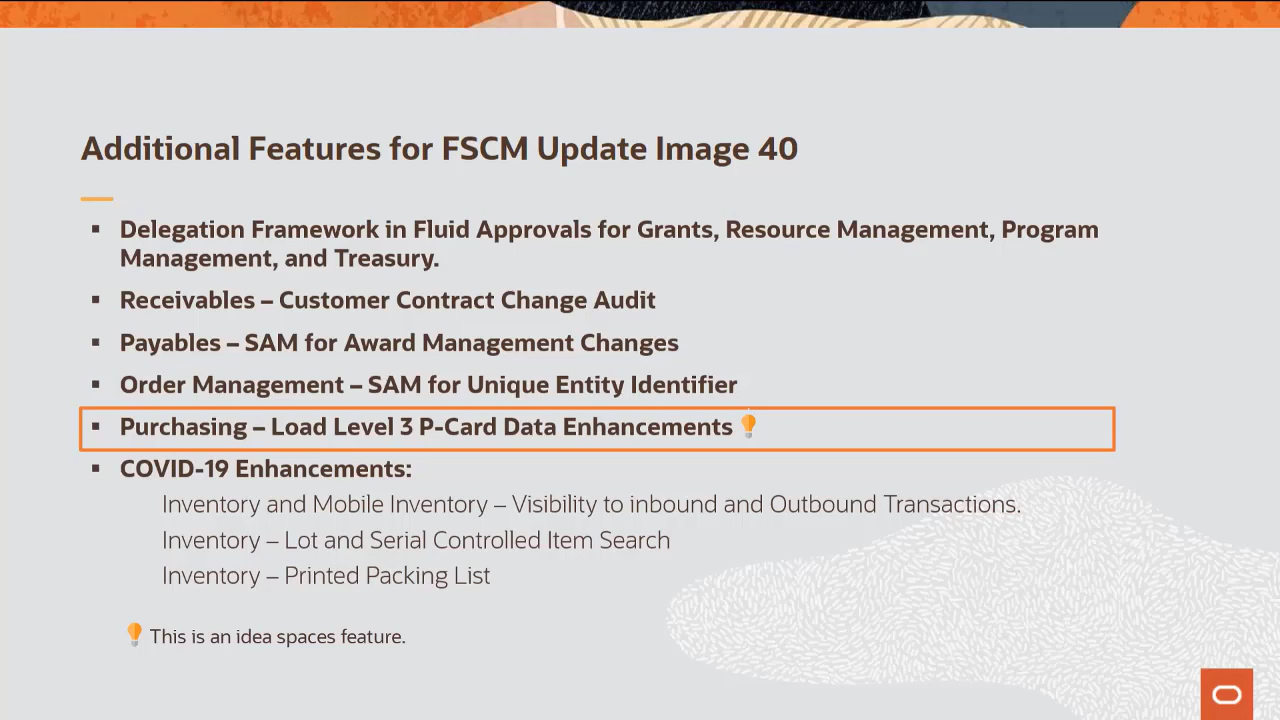 Additional Features for FSCM Update Image 40
▪ Delegation Framework in Fluid Approvals for Grants, Resource Management, Program
Management, and Treasury.
▪ Receivables – Customer Contract Change Audit
▪ Payables – SAM for Award Management Changes
▪ Order Management – SAM for Unique Entity Identifier
▪ Purchasing – Load Level 3 P-Card Data Enhancements
▪ COVID-19 Enhancements:
Inventory and Mobile Inventory – Visibility to inbound and Outbound Transactions.
Inventory – Lot and Serial Controlled Item Search
Inventory – Printed Packing List
This is an idea spaces feature.